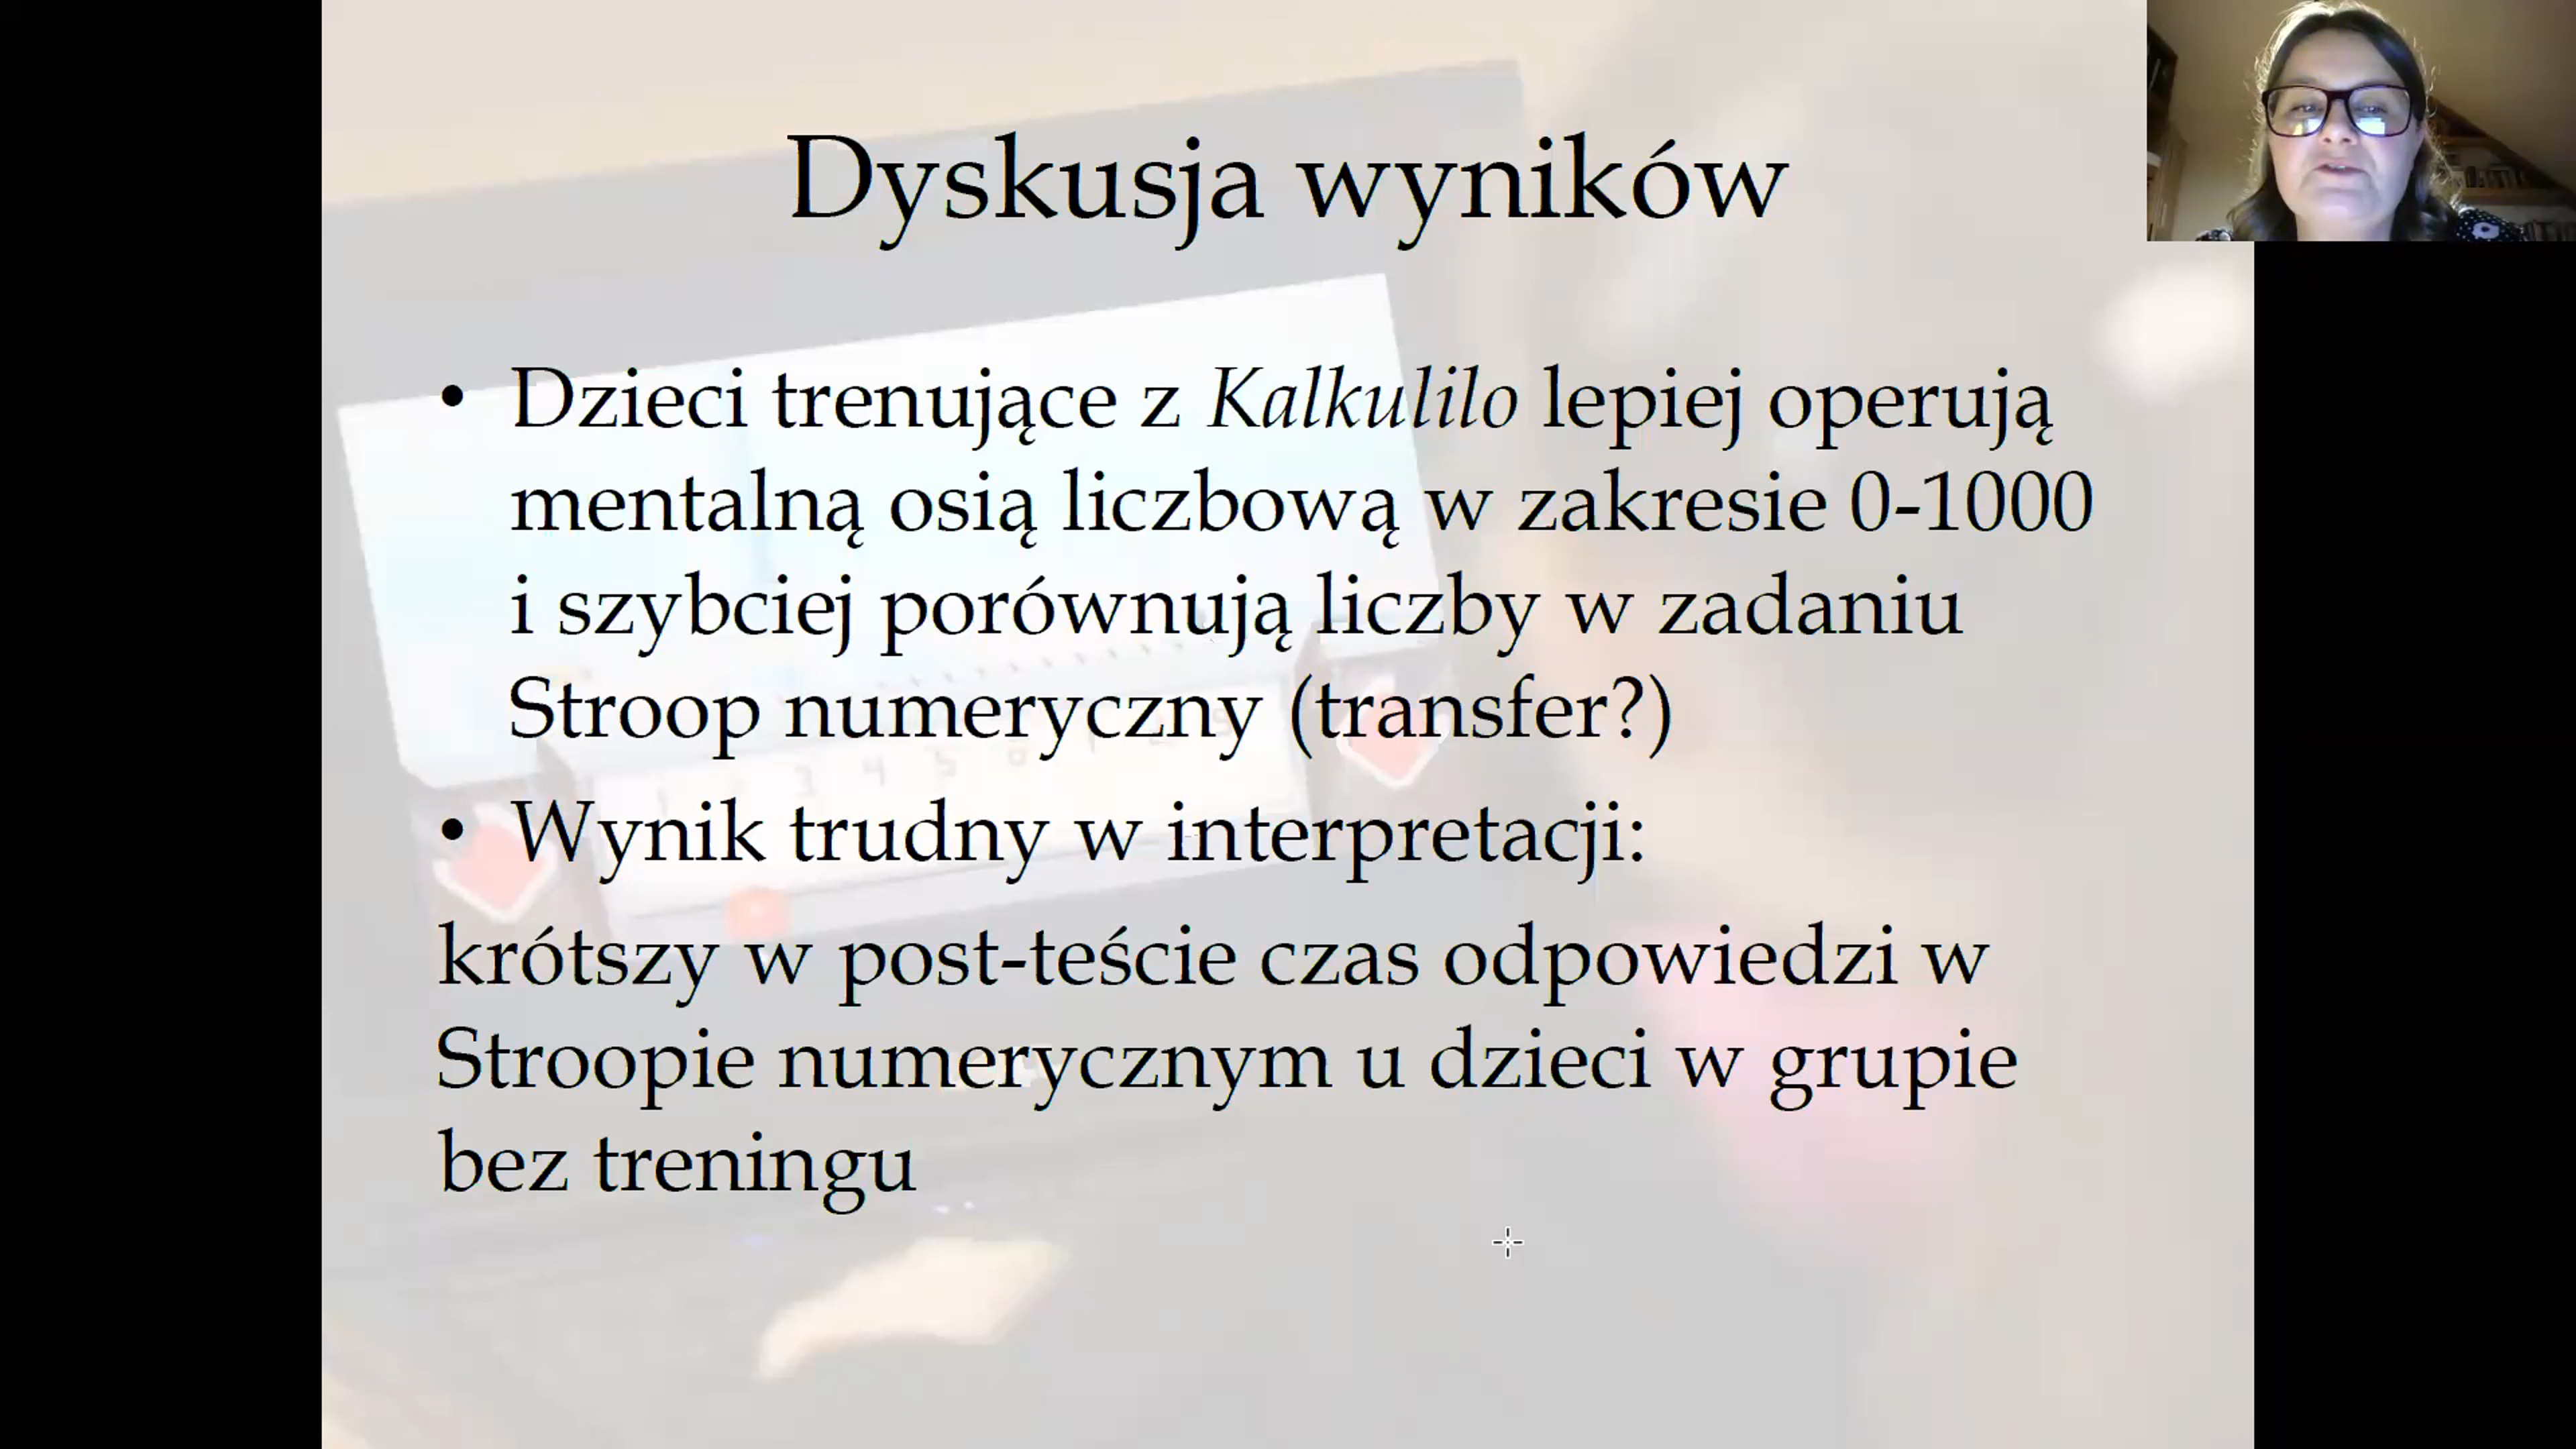 Dyskusja wyników
• Dzieci trenujące z Kalkulilo lepiej operują
mentalną osią liczbową w zakresie 0-1000
i szybciej porównują liczby w zadaniu
Stroop numeryczny (transfer?)
• Wynik trudny w interpretacji:
krótszy w post-teście czas odpowiedzi w
Stroopie numerycznym u dzieci w grupie
bez treningu